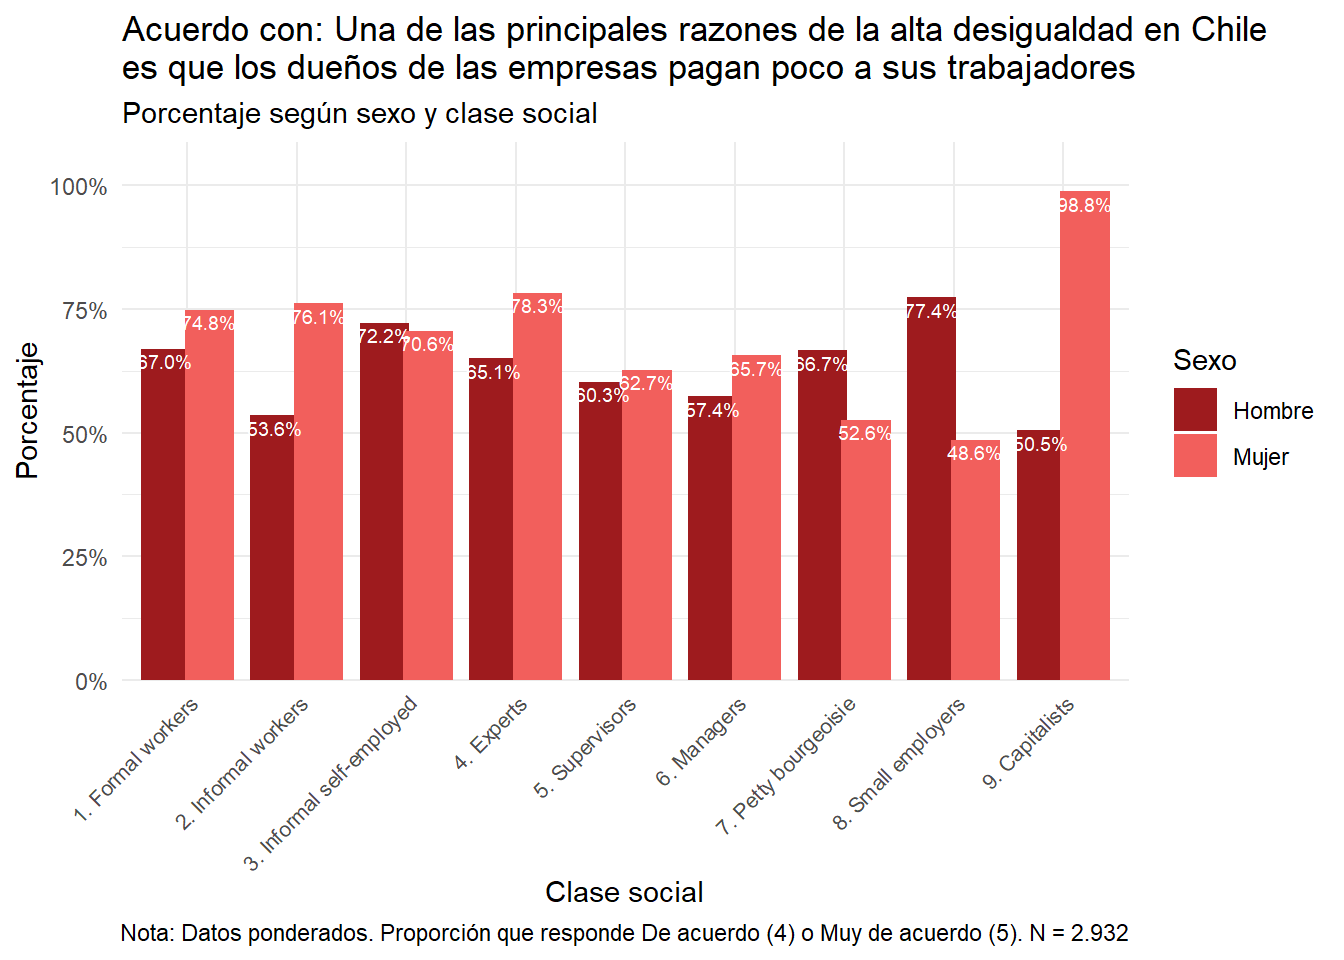 Acuerdo con: Una de las principales razones de la alta desigualdad en Chile
es que los dueños de las empresas pagan poco a sus trabajadores
Porcentaje según sexo y clase social
Porcentaje
100%
75%
50%
25%
0%
67.0%
74.8%
53.6%
76.1%
72.2%
70.6%
65.1%
78.3%
60.3%
62.7%
57.4%
65.7%
66.7%
52.6%
77.4%
48.6%
50.5%
98.8%
Sexo
Hombre
Mujer
1. Formal workers
2. Informal workers
3. Informal self-employed
4. Experts
5. Supervisors
6. Managers
7. Petty bourgeoisie
8. Small employers
9. Capitalists
Clase social
Nota: Datos ponderados. Proporción que responde De acuerdo (4) o Muy de acuerdo (5). N = 2.932